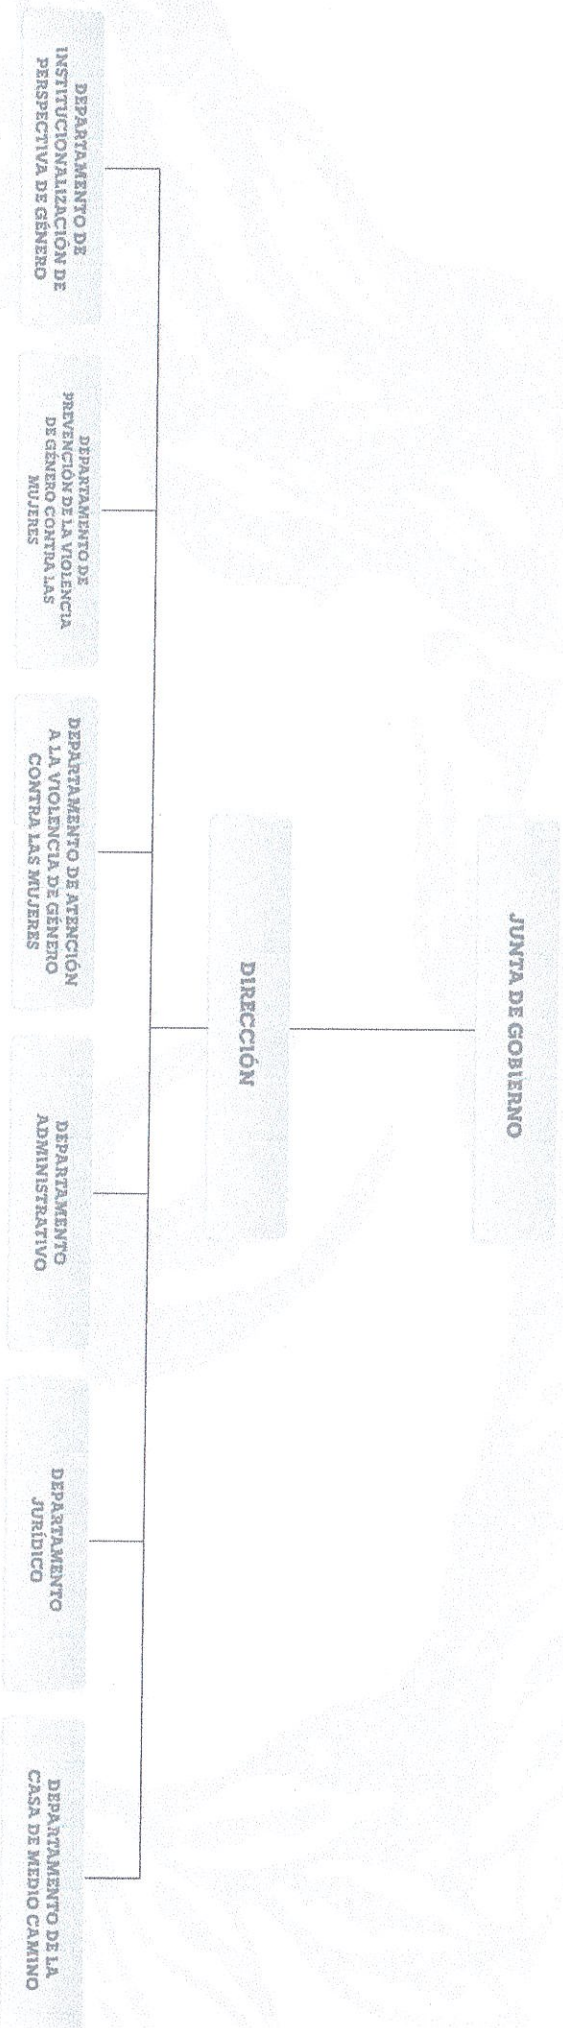 JUNTA DE GOBIERNO
DIRECCIÓN
DEPARTAMENTO DE
INSTITUCIONALIZACIÓN DE
PERSPECTIVA DE GÉNERO
DEPARTAMENTO DE
PREVENCIÓN DE LA VIOLENCIA
DE GÉNERO CONTRA LAS
MUJERES
DEPARTAMENTO DE ATENCIÓN
A LA VIOLENCIA DE GÉNERO
CONTRA LAS MUJERES
DEPARTAMENTO
ADMINISTRATIVO
DEPARTAMENTO
JURÍDICO
DEPARTAMENTO DE LA
CASA DE MEDIO CAMINO